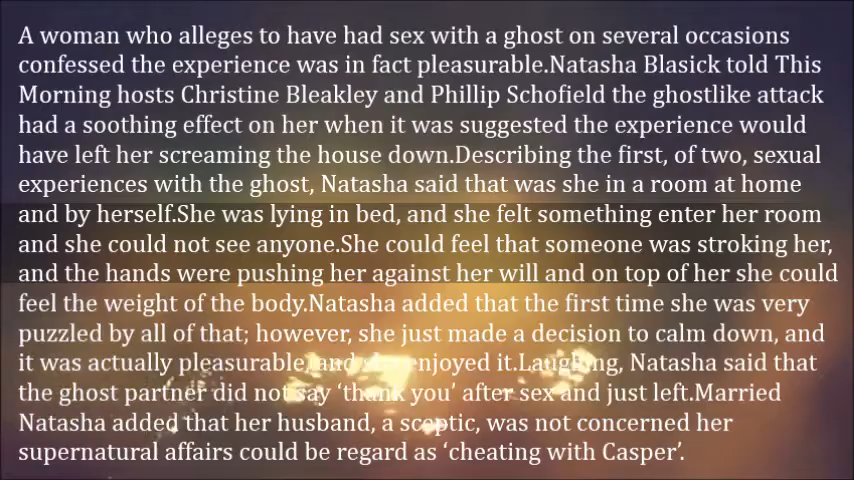 A woman who alleges to have had sex with a ghost on several occasions
confessed the experience was in fact pleasurable.Natasha Blasick told This
Morning hosts Christine Bleakley and Phillip Schofield the ghostlike attack
had a soothing effect on her when it was suggested the experience would
have left her screaming the house down.Describing the first, of two, sexual
experiences with the ghost, Natasha said that was she in a room at home
and by herself.She was lying in bed, and she felt something enter her room
and she could not see anyone.She could feel that someone was stroking her,
and the hands were pushing her against her will and on top of her she could
feel the weight of the body.Natasha added that the first time she was very
puzzled by all of that; however, she just made a decision to calm down, and
it was actually pleasurable, and she enjoyed it.Laughing, Natasha said that
the ghost partner did not say ‘thank you’ after sex and just left.Married
Natasha added that her husband, a sceptic, was not concerned her
supernatural affairs could be regard as ‘cheating with Casper’.